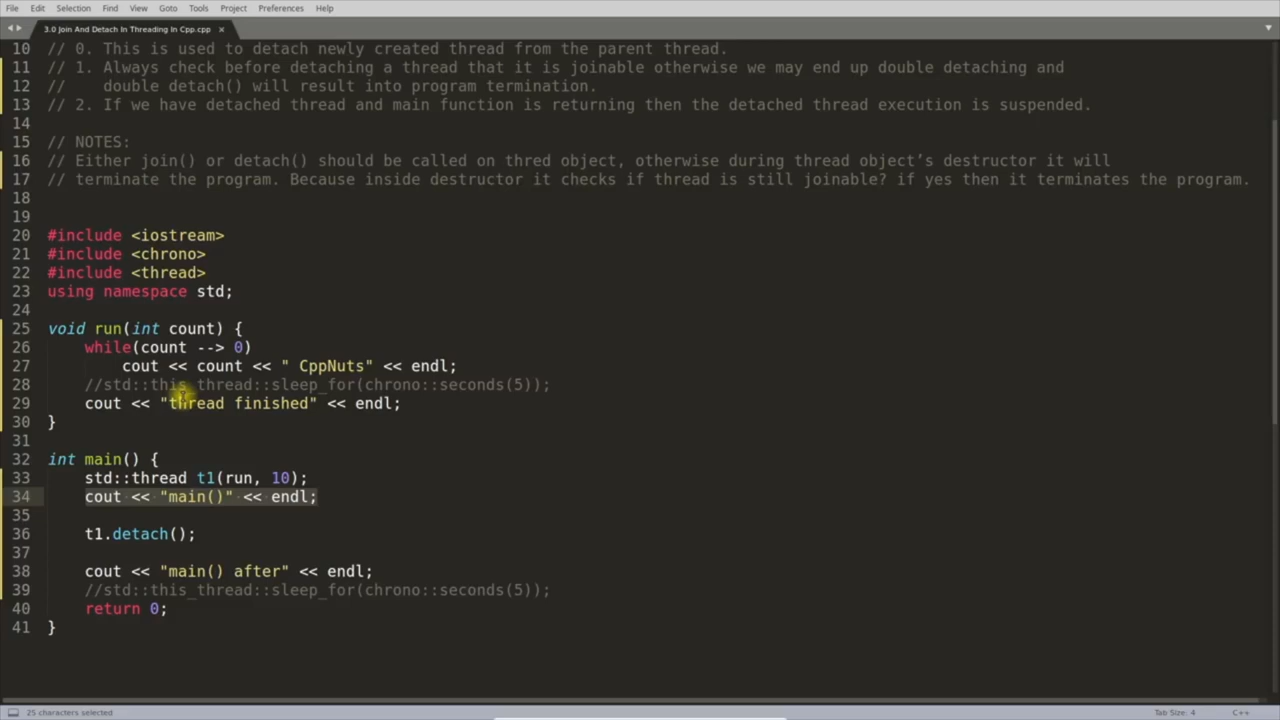 File Edit Selection Find View Goto Tools Project Preferences Help
3.0 Join And Detach In Threading In Cpp.cpp ×
10 // 0. This is used to detach newly created thread from the parent thread.
11 // 1. Always check before detaching a thread that it is joinable otherwise we may end up double detaching and
12 //    double detach() will result into program termination.
13 // 2. If we have detached thread and main function is returning then the detached thread execution is suspended.
14
15 // NOTES:
16 // Either join() or detach() should be called on thred object, otherwise during thread object’s destructor it will
17 // terminate the program. Because inside destructor it checks if thread is still joinable? if yes then it terminates the program.
18
19
20 #include <iostream>
21 #include <chrono>
22 #include <thread>
23 using namespace std;
24
25 void run(int count) {
26     while(count --> 0)
27         cout << count << " CppNuts" << endl;
28     //std::this_thread::sleep_for(chrono::seconds(5));
29     cout << "thread finished" << endl;
30 }
31
32 int main() {
33     std::thread t1(run, 10);
34     cout << "main()" << endl;
35
36     t1.detach();
37
38     cout << "main() after" << endl;
39     //std::this_thread::sleep_for(chrono::seconds(5));
40     return 0;
41 }
25 characters selected Tab Size: 4 C++